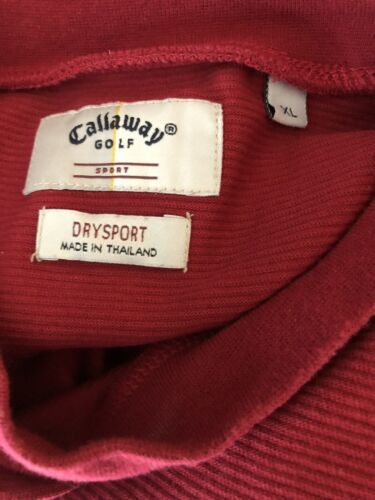 Callaway®
GOLF
SPORT
XL
DRYSPORT
MADE IN THAILAND